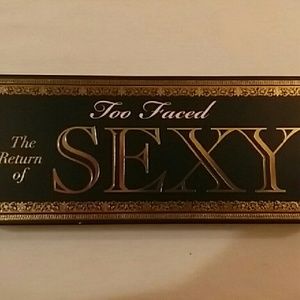 Too Faced
The Return of
SEXY